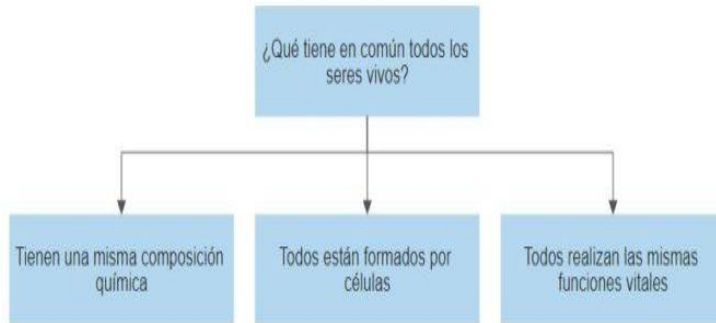 ¿Qué tiene en común todos los
seres vivos?
Tienen una misma composición
química
Todos están formados por
células
Todos realizan las mismas
funciones vitales